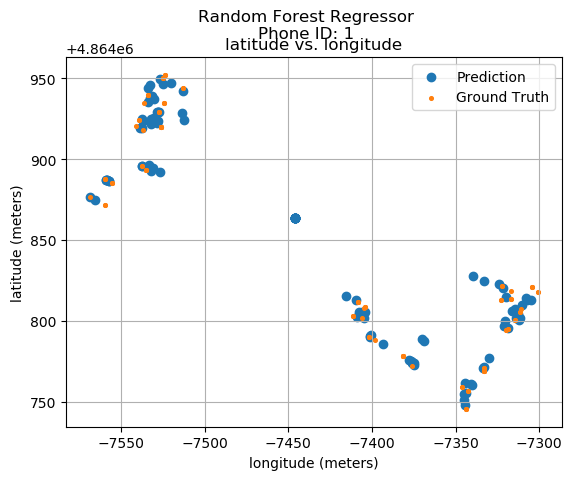 Random Forest Regressor
Phone ID: 1
latitude vs. longitude
+4.864e6
Prediction
Ground Truth
950
900
850
800
750
latitude (meters)
−7550
−7500
−7450
−7400
−7350
−7300
longitude (meters)